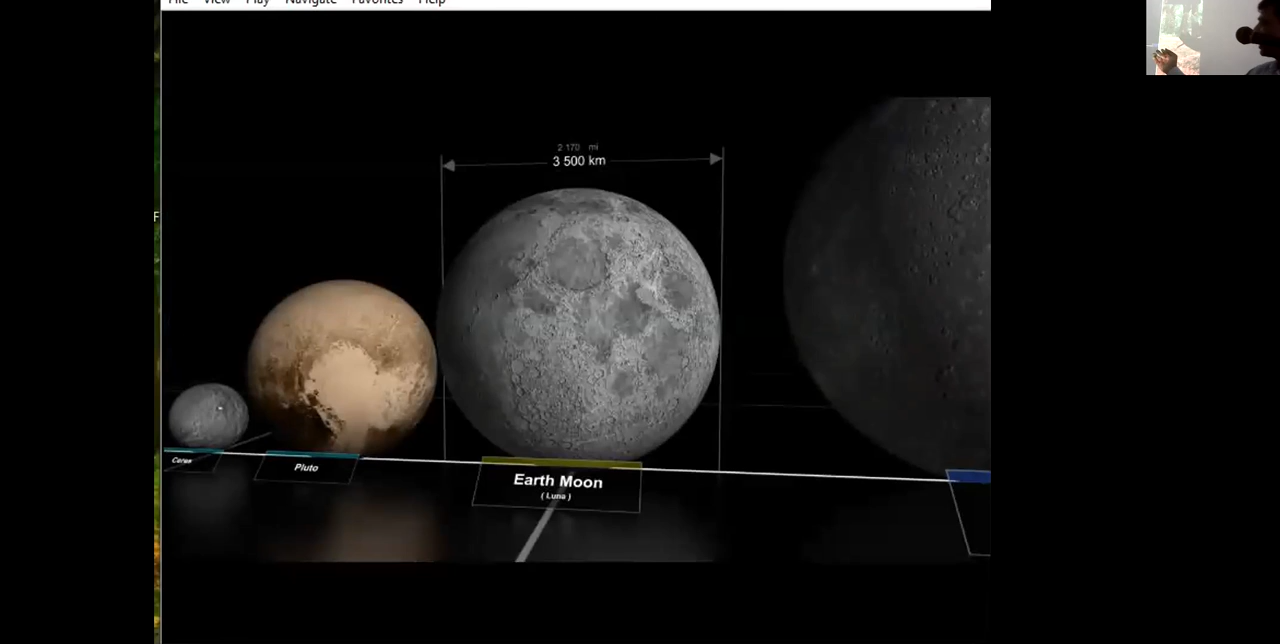 File View Play Navigate Favorites Help
2 170 mi
3 500 km
F
Ceres
Pluto
Earth Moon
( Luna )